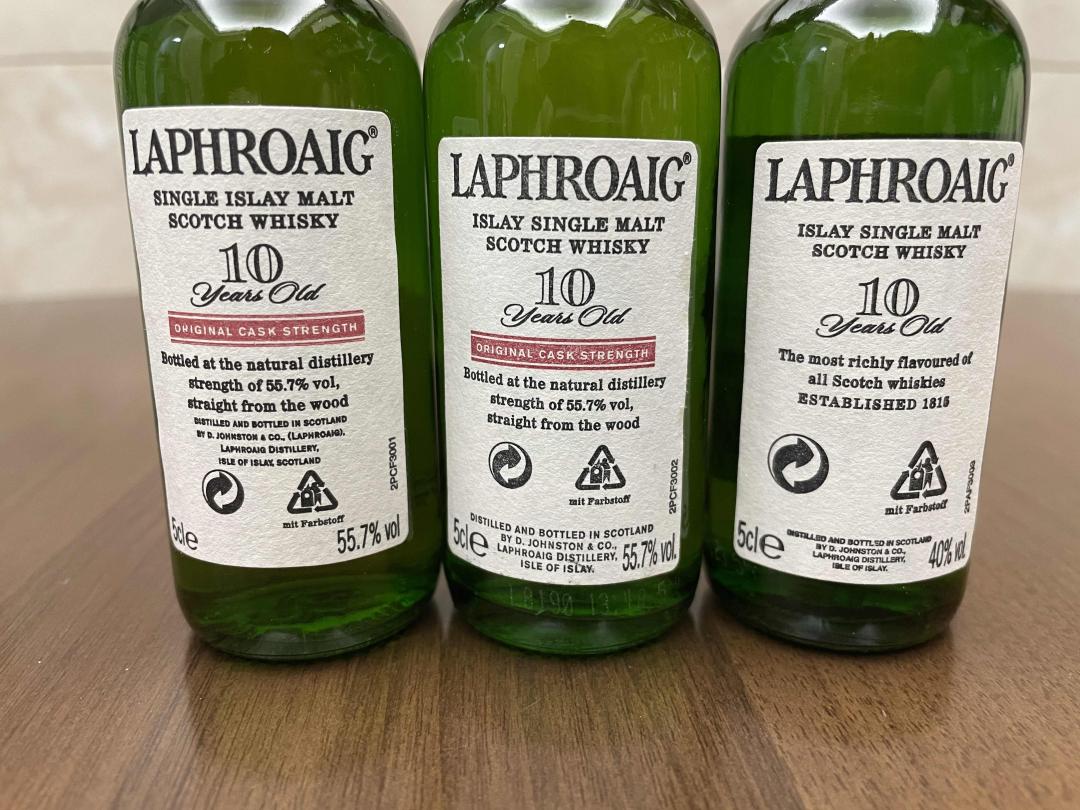 LAPHROAIG®
SINGLE ISLAY MALT
SCOTCH WHISKY
10
Years Old
ORIGINAL CASK STRENGTH
Bottled at the natural distillery
strength of 55.7% vol,
straight from the wood
DISTILLED AND BOTTLED IN SCOTLAND
BY D. JOHNSTON & CO., (LAPHROAIG),
LAPHROAIG DISTILLERY,
ISLE OF ISLAY, SCOTLAND
mit Farbstoff
5cl e
55.7% vol
2PCF3001
LAPHROAIG®
ISLAY SINGLE MALT
SCOTCH WHISKY
10
Years Old
ORIGINAL CASK STRENGTH
Bottled at the natural distillery
strength of 55.7% vol,
straight from the wood
mit Farbstoff
2PCF3002
DISTILLED AND BOTTLED IN SCOTLAND
BY D. JOHNSTON & CO.,
LAPHROAIG DISTILLERY,
ISLE OF ISLAY.
5cl e
55.7% vol.
LAPHROAIG®
ISLAY SINGLE MALT
SCOTCH WHISKY
10
Years Old
The most richly flavoured of
all Scotch whiskies
ESTABLISHED 1815
mit Farbstoff
2PAF3003
DISTILLED AND BOTTLED IN SCOTLAND
BY D. JOHNSTON & CO.,
LAPHROAIG DISTILLERY,
ISLE OF ISLAY.
5cl e
40% vol.